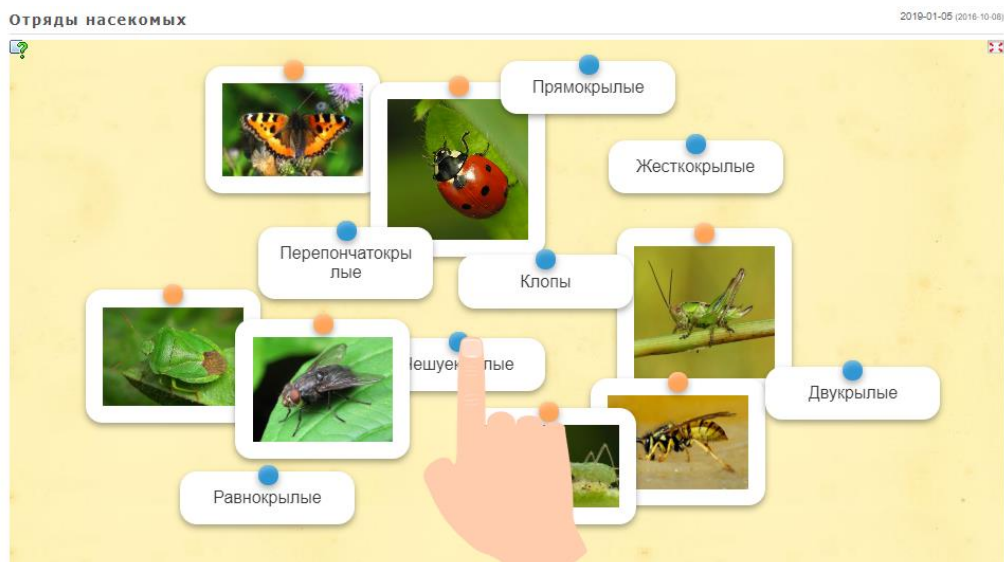 Отряды насекомых
2019-01-05 (2016-10-08)
Прямокрылые
Жесткокрылые
Перепончатокры
лые
Клопы
Двукрылые
Равнокрылые